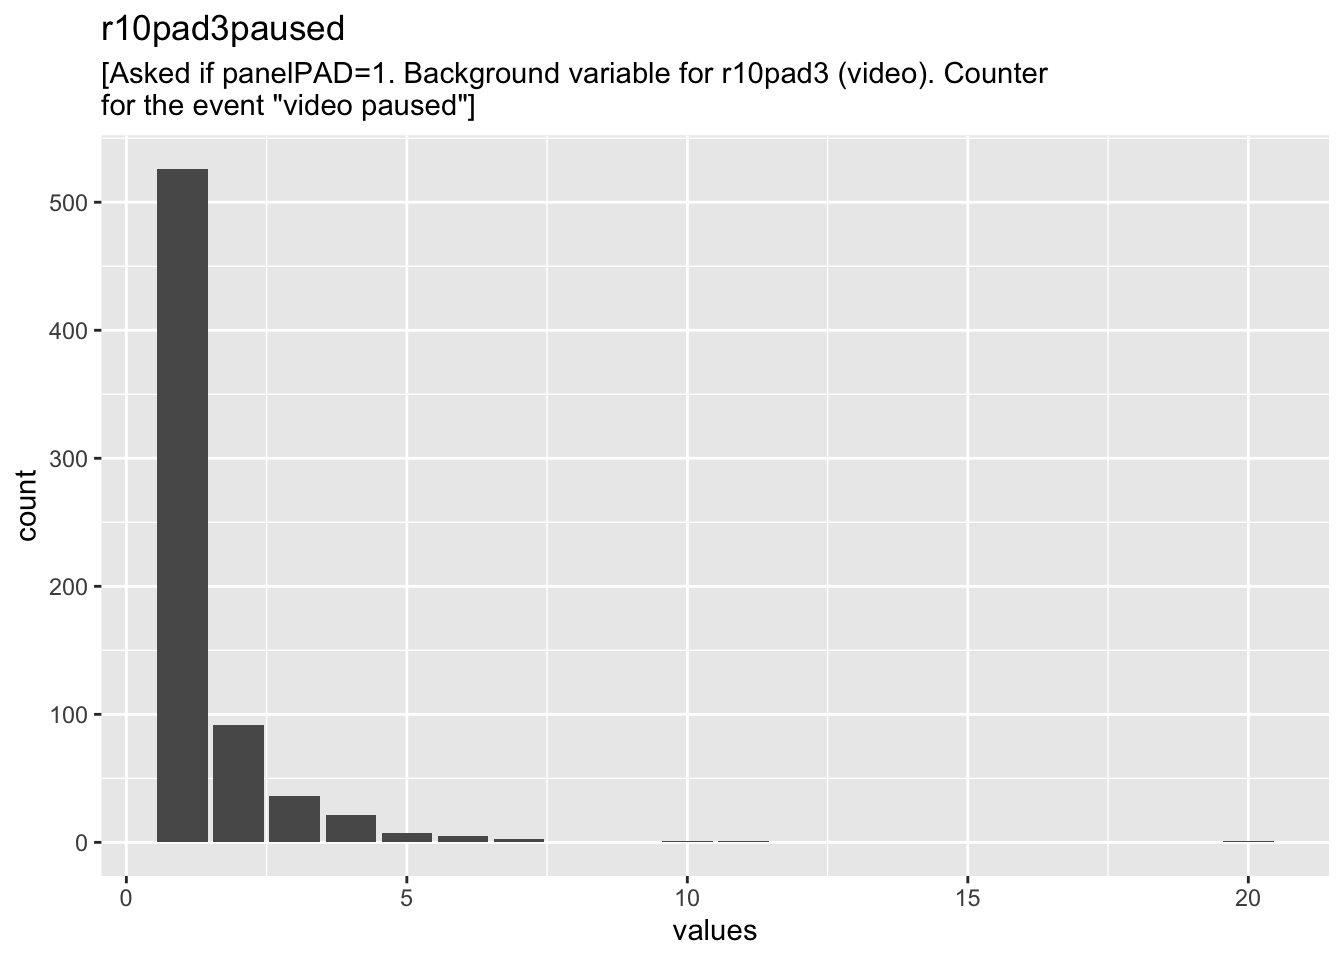 r10pad3paused
[Asked if panelPAD=1. Background variable for r10pad3 (video). Counter
for the event "video paused"]
count
500
400
300
200
100
0
0
5
10
15
20
values